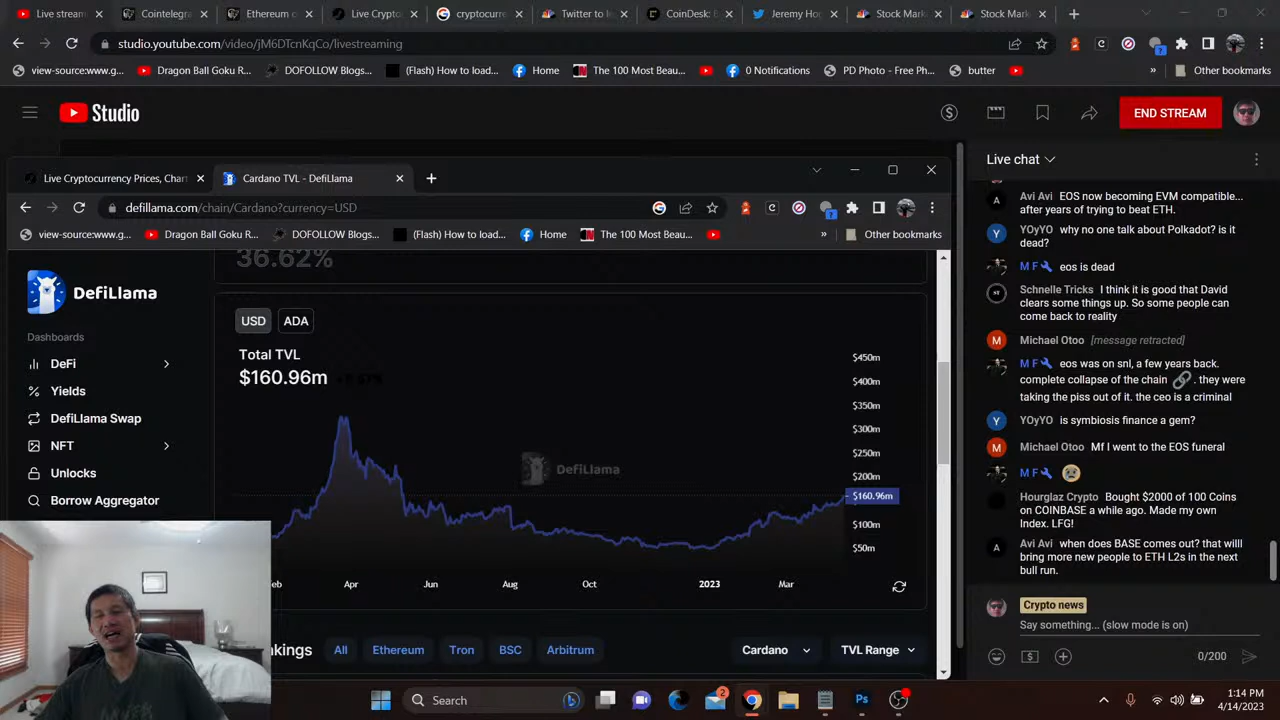 Live stream
Cointelegr
Ethereum c
Live Crypto
cryptocurre
Twitter to le
CoinDesk: B
Jeremy Hog
Stock Mark
Stock Mark
studio.youtube.com/video/jM6DTcnKqCo/livestreaming
view-source:www.g...
Dragon Ball Goku R...
DOFOLLOW Blogs...
(Flash) How to load...
Home
The 100 Most Beau...
0 Notifications
PD Photo - Free Ph...
butter
»
Other bookmarks
Studio
END STREAM
Live Cryptocurrency Prices, Chart
Cardano TVL - DefiLlama
defillama.com/chain/Cardano?currency=USD
view-source:www.g...
Dragon Ball Goku R...
DOFOLLOW Blogs...
(Flash) How to load...
Home
The 100 Most Beau...
»
Other bookmarks
DefiLlama
Dashboards
DeFi
Yields
DefiLlama Swap
NFT
Unlocks
Borrow Aggregator
36.62%
USD
ADA
Total TVL
$160.96m
DefiLlama
$450m
$400m
$350m
$300m
$250m
$200m
$160.96m
$100m
$50m
eb
Apr
Jun
Aug
Oct
2023
Mar
nkings
All
Ethereum
Tron
BSC
Arbitrum
Cardano
TVL Range
Live chat
Avi Avi EOS now becoming EVM compatible...
after years of trying to beat ETH.
YOyYO why no one talk about Polkadot? is it
dead?
M F eos is dead
Schnelle Tricks I think it is good that David
clears some things up. So some people can
come back to reality
Michael Otoo [message retracted]
M F eos was on snl, a few years back.
complete collapse of the chain 🔗. they were
taking the piss out of it. the ceo is a criminal
YOyYO is symbiosis finance a gem?
Michael Otoo Mf I went to the EOS funeral
M F 😢
Hourglaz Crypto Bought $2000 of 100 Coins
on COINBASE a while ago. Made my own
Index. LFG!
Avi Avi when does BASE comes out? that willl
bring more new people to ETH L2s in the next
bull run.
Crypto news
Say something... (slow mode is on)
0/200
Search
2
1:14 PM
4/14/2023